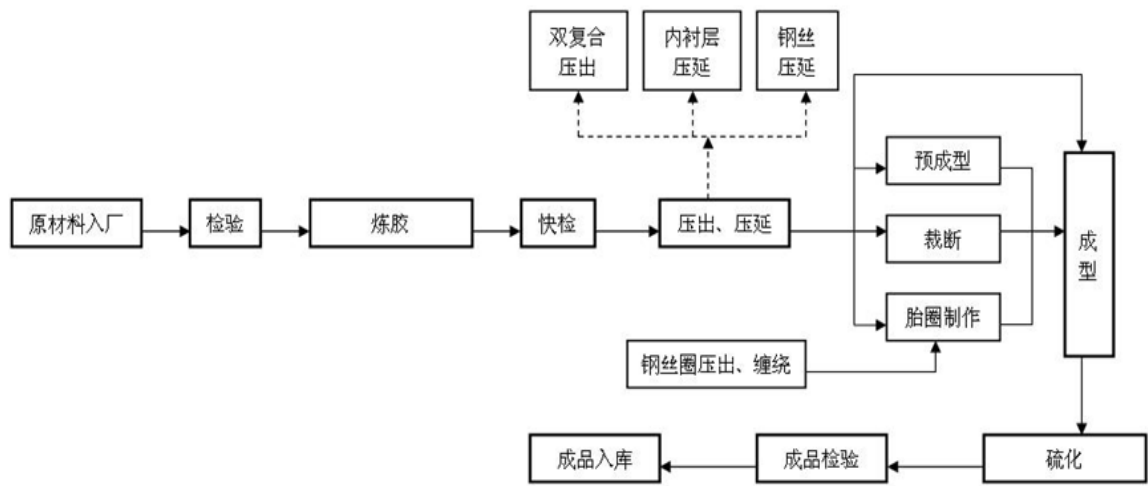 双复合
压出
内衬层
压延
钢丝
压延
预成型
原材料入厂
检验
炼胶
快检
压出、压延
裁断
成
型
胎圈制作
钢丝圈压出、缠绕
成品入库
成品检验
硫化